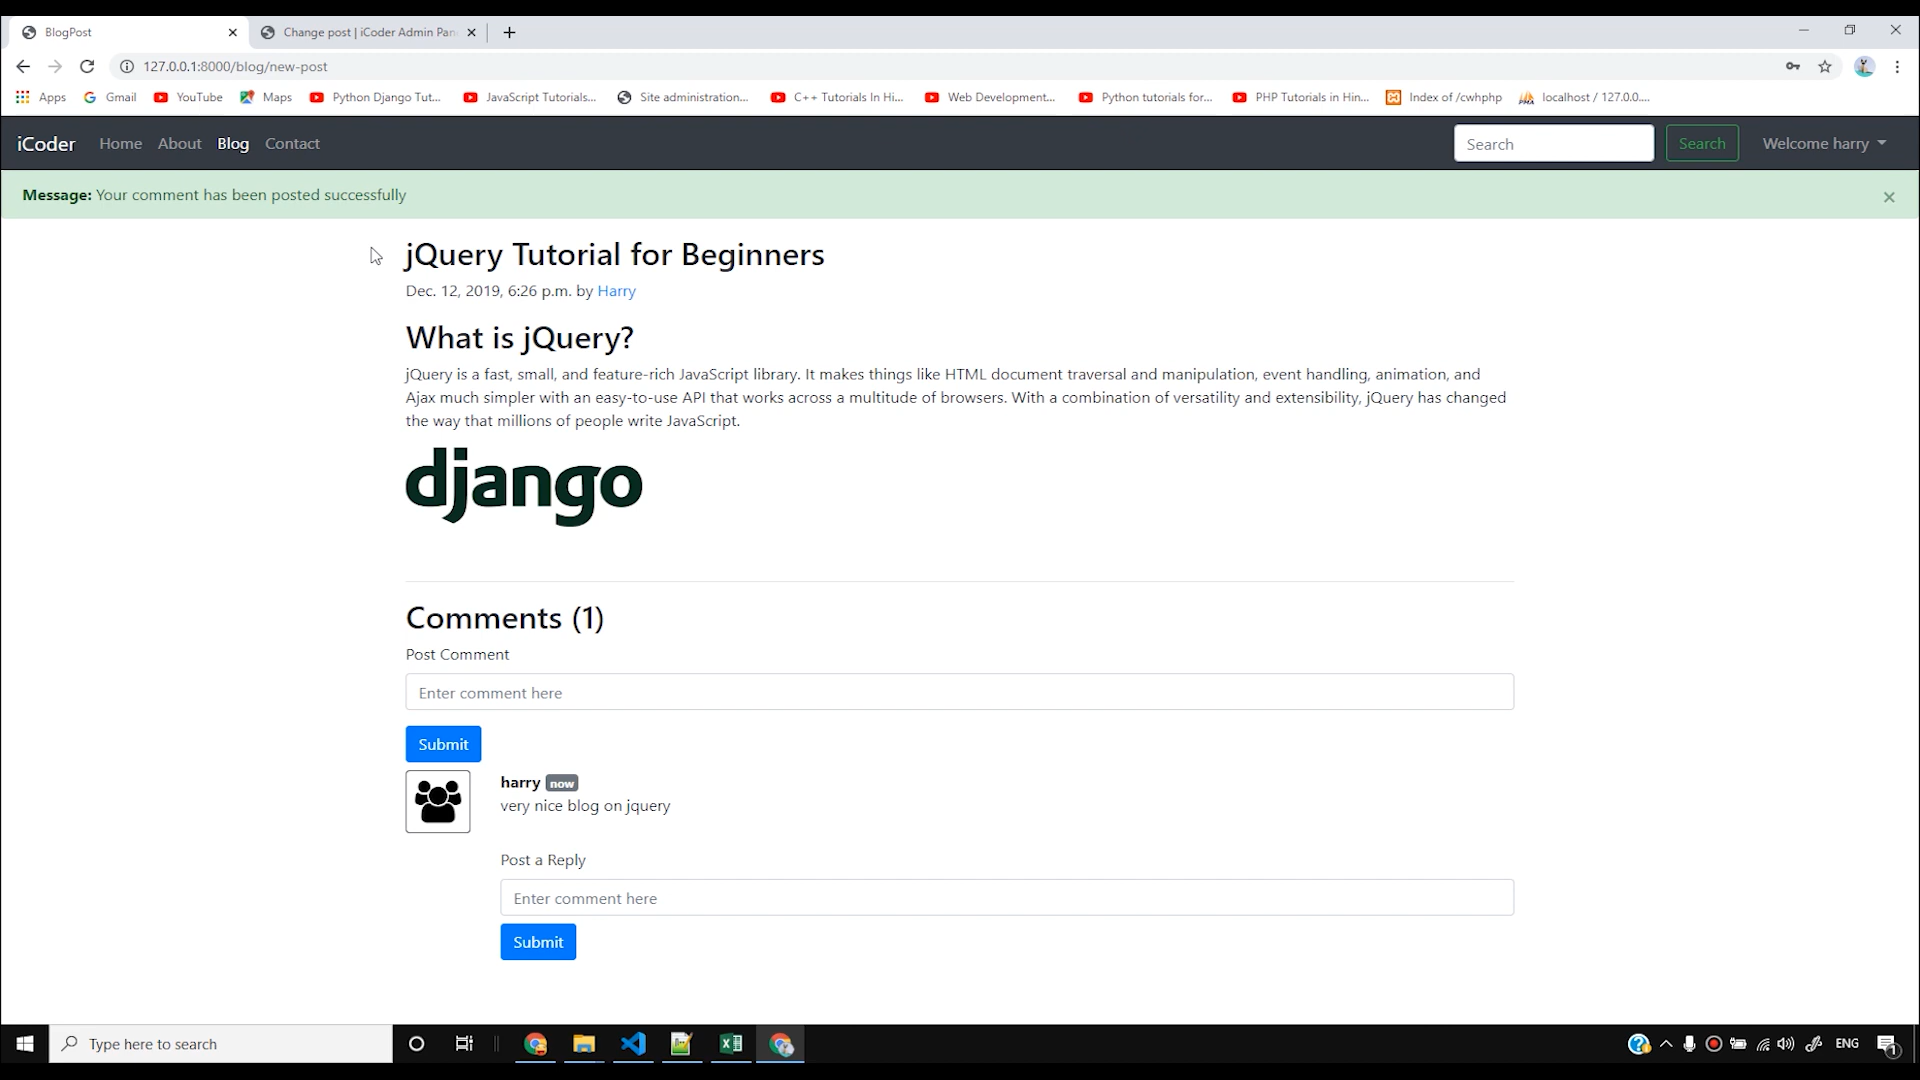 BlogPost
Change post | iCoder Admin Pan
127.0.0.1:8000/blog/new-post
Apps Gmail YouTube Maps Python Django Tut... JavaScript Tutorials... Site administration... C++ Tutorials In Hi... Web Development... Python tutorials for... PHP Tutorials in Hin... Index of /cwhphp localhost / 127.0.0....
iCoder Home About Blog Contact Search Search Welcome harry
Message: Your comment has been posted successfully
jQuery Tutorial for Beginners
Dec. 12, 2019, 6:26 p.m. by Harry
What is jQuery?
jQuery is a fast, small, and feature-rich JavaScript library. It makes things like HTML document traversal and manipulation, event handling, animation, and
Ajax much simpler with an easy-to-use API that works across a multitude of browsers. With a combination of versatility and extensibility, jQuery has changed
the way that millions of people write JavaScript.
django
Comments (1)
Post Comment
Enter comment here
Submit
harry now
very nice blog on jquery
Post a Reply
Enter comment here
Submit
Type here to search
ENG
1